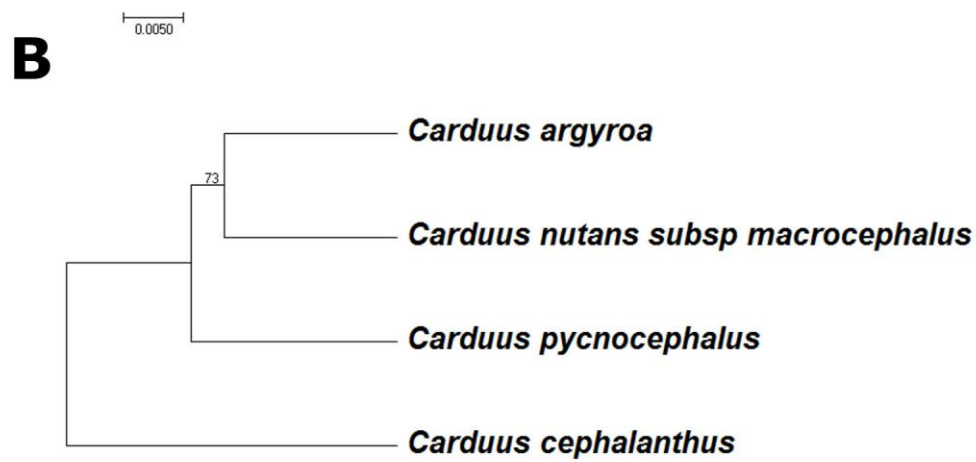 0.0050
B
Carduus argyroa
73
Carduus nutans subsp macrocephalus
Carduus pycnocephalus
Carduus cephalanthus